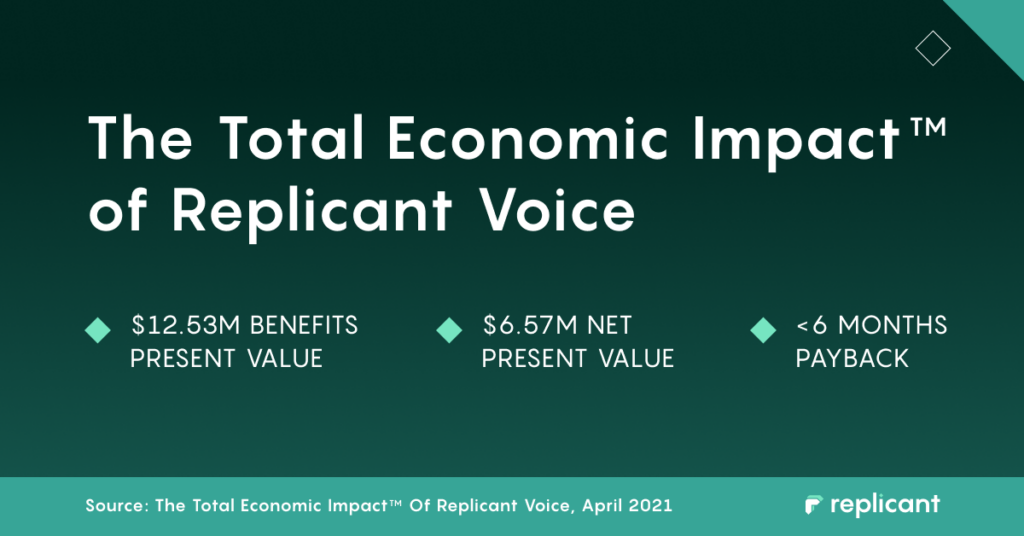 The Total Economic Impact™
of Replicant Voice
$12.53M BENEFITS
PRESENT VALUE
$6.57M NET
PRESENT VALUE
<6 MONTHS
PAYBACK
Source: The Total Economic Impact™ Of Replicant Voice, April 2021
replicant